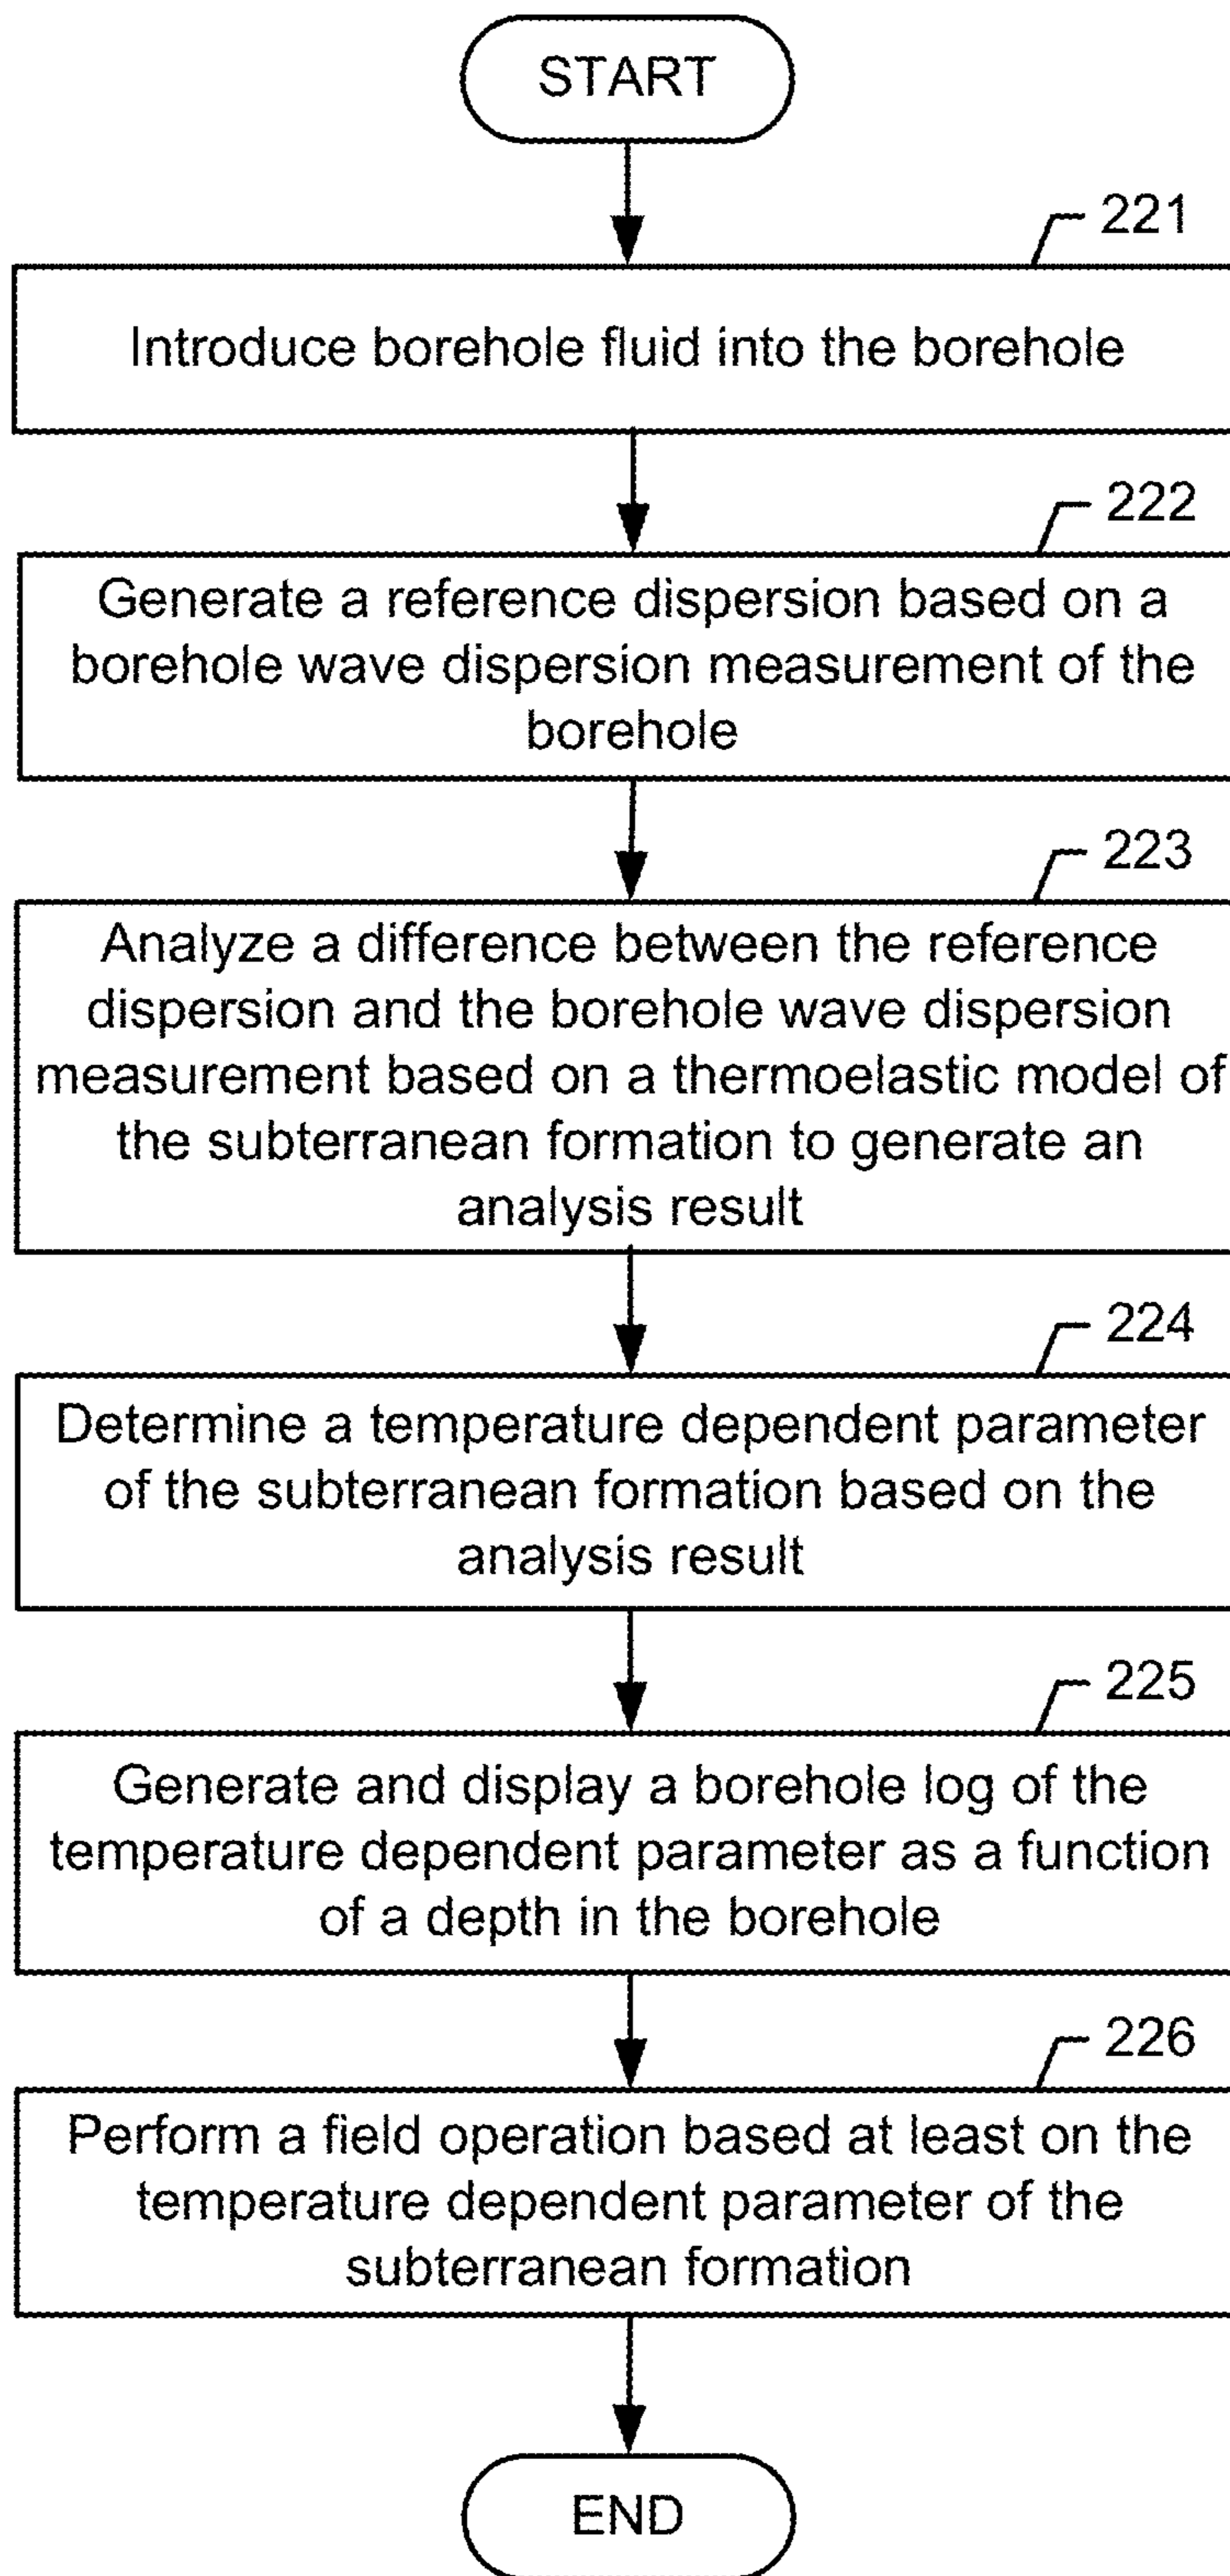 START
221
Introduce borehole fluid into the borehole
222
Generate a reference dispersion based on a
borehole wave dispersion measurement of the
borehole
223
Analyze a difference between the reference
dispersion and the borehole wave dispersion
measurement based on a thermoelastic model of
the subterranean formation to generate an
analysis result
224
Determine a temperature dependent parameter
of the subterranean formation based on the
analysis result
225
Generate and display a borehole log of the
temperature dependent parameter as a function
of a depth in the borehole
226
Perform a field operation based at least on the
temperature dependent parameter of the
subterranean formation
END